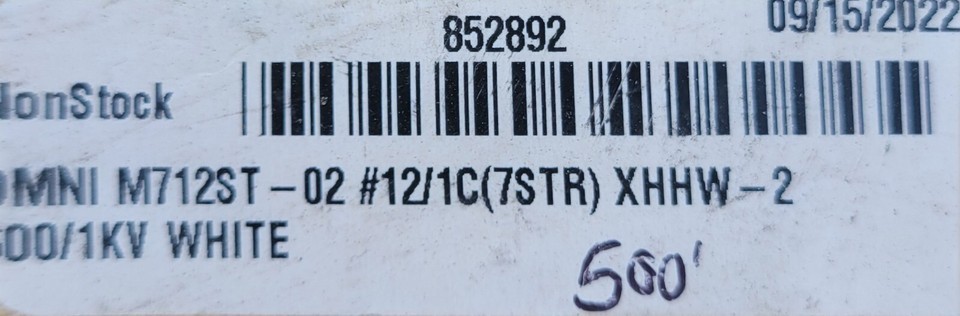 09/15/2022
852892
NonStock
OMNI M712ST-02 #12/1C(7STR) XHHW-2
600/1KV WHITE
500'